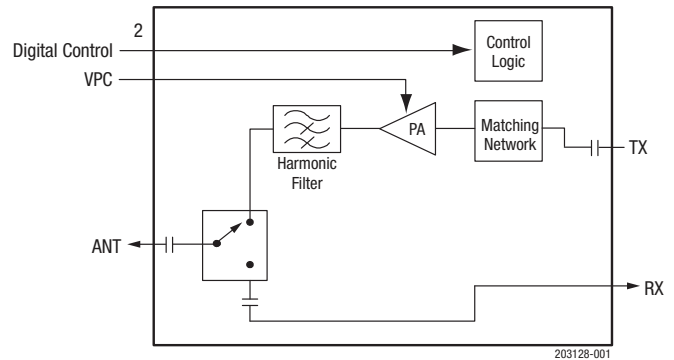 2
Digital Control
VPC
Control
Logic
PA
Matching
Network
TX
Harmonic
Filter
ANT
RX
203128-001